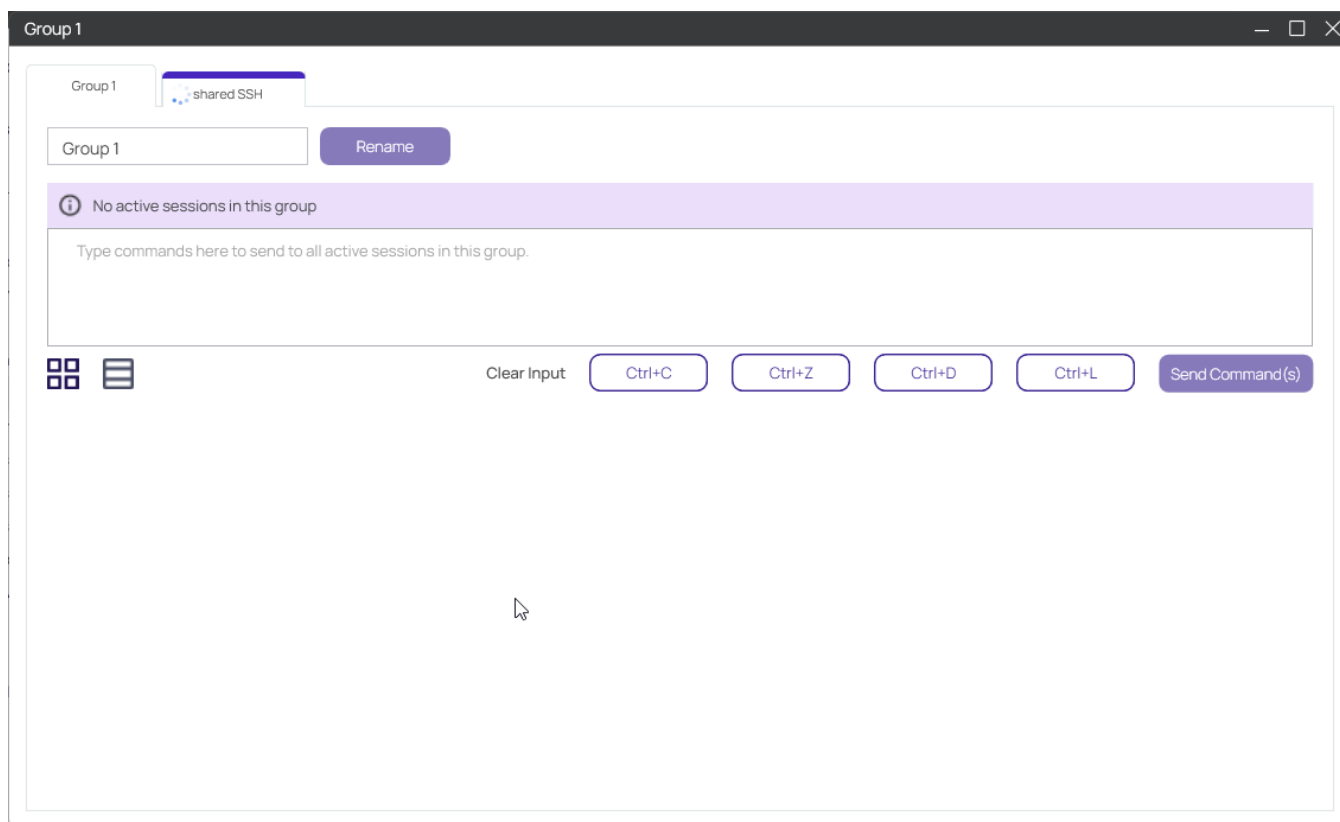 Group 1
Group 1
shared SSH
Group 1
Rename
No active sessions in this group
Type commands here to send to all active sessions in this group.
Clear Input
Ctrl+C
Ctrl+Z
Ctrl+D
Ctrl+L
Send Command(s)